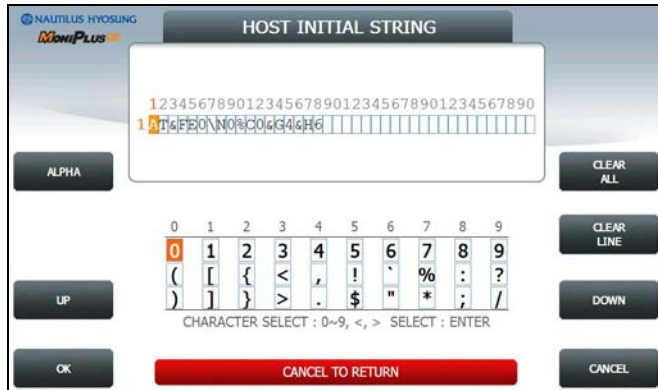 NAUTILUS HYOSUNG
MoniPlus CE
HOST INITIAL STRING
1234567890123456789012345678901234567890
1 AT&FE0\N0%C0&G4&H6
ALPHA
CLEAR ALL
0 1 2 3 4 5 6 7 8 9
0 1 2 3 4 5 6 7 8 9
( [ { < , ! ` % : ?
) ] } > . $ " * ; /
CLEAR LINE
UP
DOWN
CHARACTER SELECT : 0~9, <, > SELECT : ENTER
OK
CANCEL TO RETURN
CANCEL